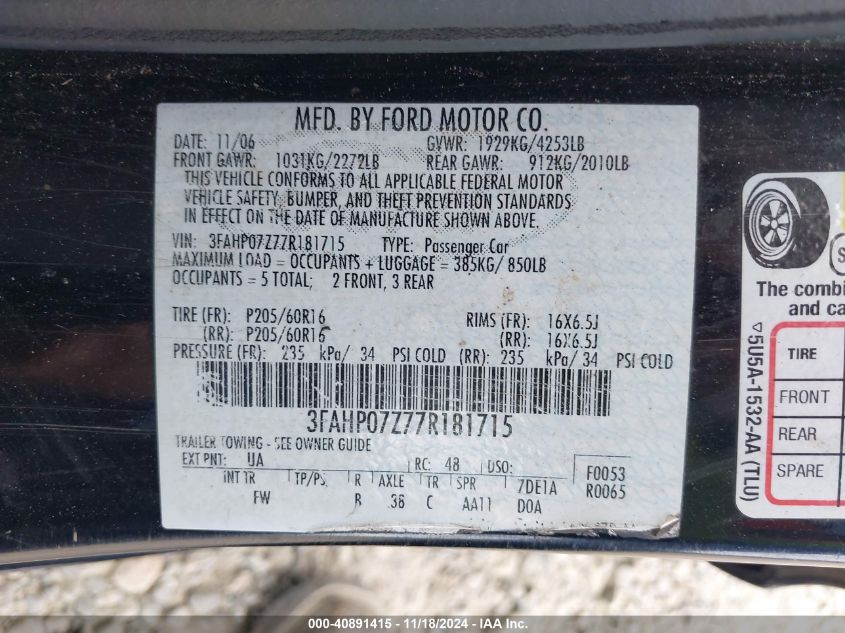 MFD. BY FORD MOTOR CO.
DATE: 11/06 GVWR: 1929KG/4253LB
FRONT GAWR: 1031KG/2272LB REAR GAWR: 912KG/2010LB
THIS VEHICLE CONFORMS TO ALL APPLICABLE FEDERAL MOTOR
VEHICLE SAFETY, BUMPER, AND THEFT PREVENTION STANDARDS
IN EFFECT ON THE DATE OF MANUFACTURE SHOWN ABOVE.
VIN: 3FAHP07Z77R181715 TYPE: Passenger Car
MAXIMUM LOAD = OCCUPANTS + LUGGAGE = 385KG/ 850LB
OCCUPANTS = 5 TOTAL; 2 FRONT, 3 REAR
TIRE (FR): P205/60R16 RIMS (FR): 16X6.5J
(RR): P205/60R16 (RR): 16X6.5J
PRESSURE (FR): 235 kPa/ 34 PSI COLD (RR): 235 kPa/ 34 PSI COLD
3FAHP07Z77R181715
TRAILER TOWING - SEE OWNER GUIDE
EXT PNT: UA RC: 48 DSO: F0053
INT TR TP/PS R AXLE TR SPR 7DE1A R0065
FW B 38 C AA11 D0A
The combi
and ca
TIRE
FRONT
REAR
SPARE
▽5U5A-1532-AA (TLU)
000-40891415 - 11/18/2024 - IAA Inc.